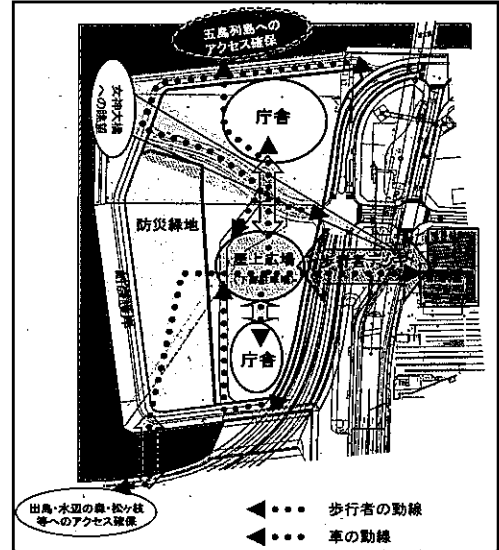 五島列島への
アクセス確保
女神大橋
への眺望
庁舎
防災緑地
屋上広場
庁舎
出島・水辺の森・松ヶ枝
等へのアクセス確保
歩行者の動線
車の動線